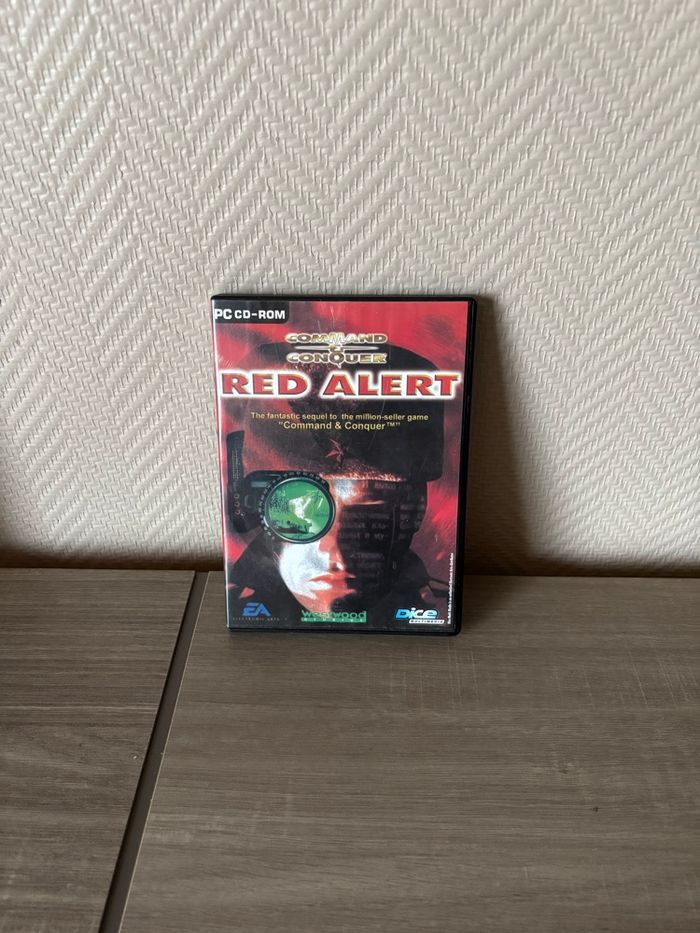 PC CD-ROM
COMMAND
&
CONQUER
RED ALERT
The fantastic sequel to the million-seller game
"Command & Conquer™"
EA
ELECTRONIC ARTS
Westwood
STUDIOS
Dice
MULTIMEDIA